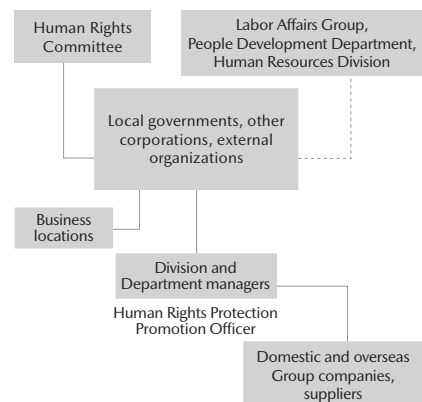 Human Rights
Committee
Labor Affairs Group,
People Development Department,
Human Resources Division
Local governments, other
corporations, external
organizations
Business
locations
Division and
Department managers
Human Rights Protection
Promotion Officer
Domestic and overseas
Group companies,
suppliers